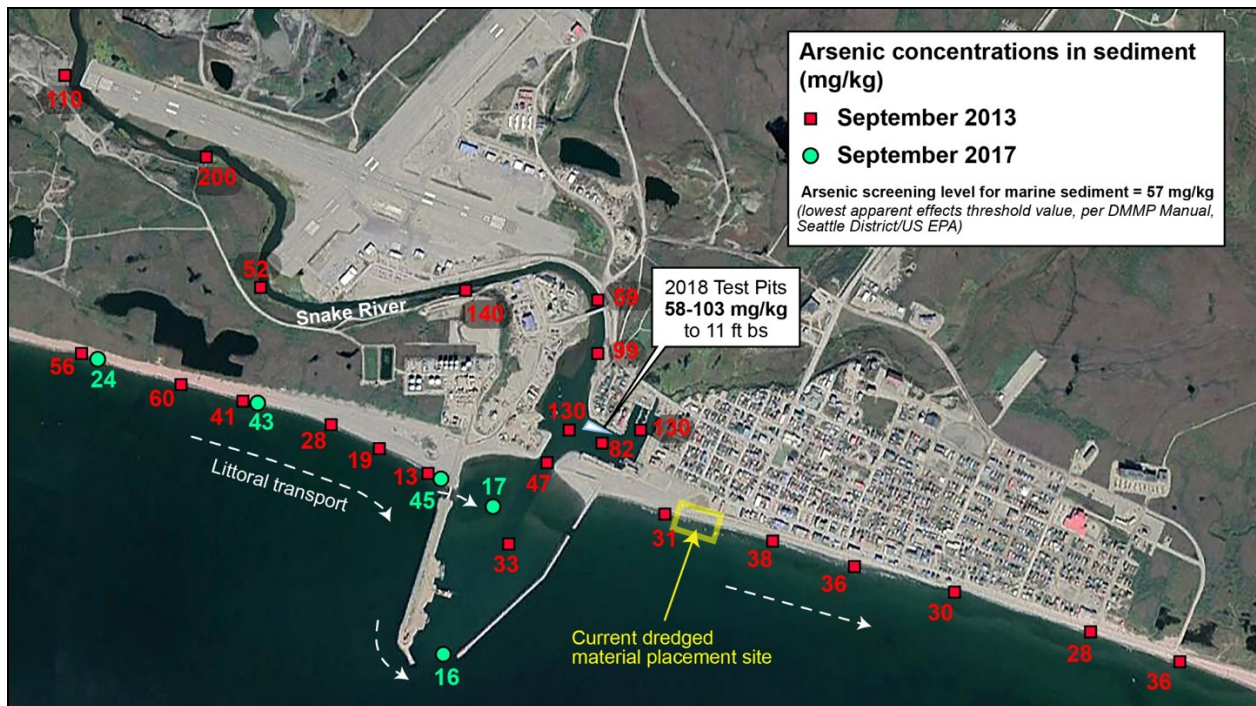 Arsenic concentrations in sediment
(mg/kg)
September 2013
September 2017
Arsenic screening level for marine sediment = 57 mg/kg
(lowest apparent effects threshold value, per DMMP Manual,
Seattle District/US EPA)
110
200
52
Snake River
140
59
2018 Test Pits
58-103 mg/kg
to 11 ft bs
99
56
24
60
41
43
28
19
13
45
17
130
82
130
47
33
Littoral transport
31
38
36
30
28
36
Current dredged
material placement site
16